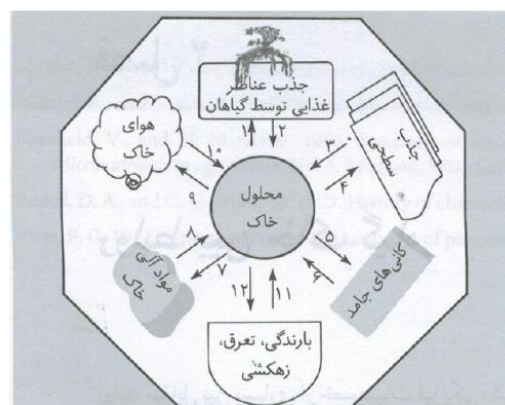 جذب عناصر
غذایی توسط گیاهان
۱
۲
هوای
خاک
۱۰
۹
۳
۴
جذب
سطحی
محلول
خاک
مواد آلی
خاک
۸
۷
۵
۶
کانی‌های جامد
۱۲
۱۱
بارندگی، تعرق،
زهکشی